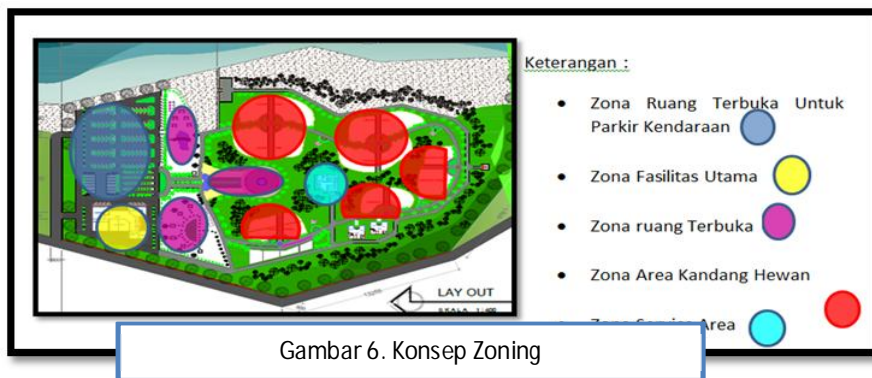 Keterangan :
• Zona Ruang Terbuka Untuk
Parkir Kendaraan
• Zona Fasilitas Utama
• Zona ruang Terbuka
• Zona Area Kandang Hewan
Area
LAY OUT
Gambar 6. Konsep Zoning